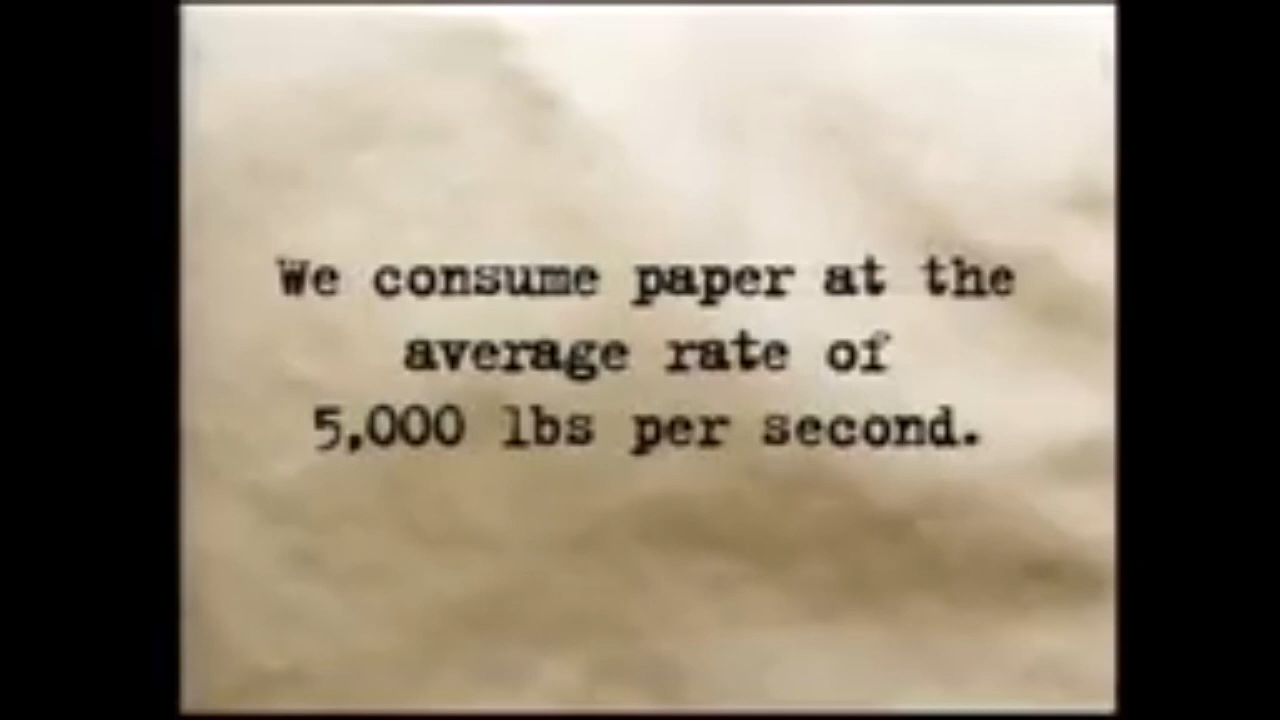 We consume paper at the
average rate of
5,000 lbs per second.